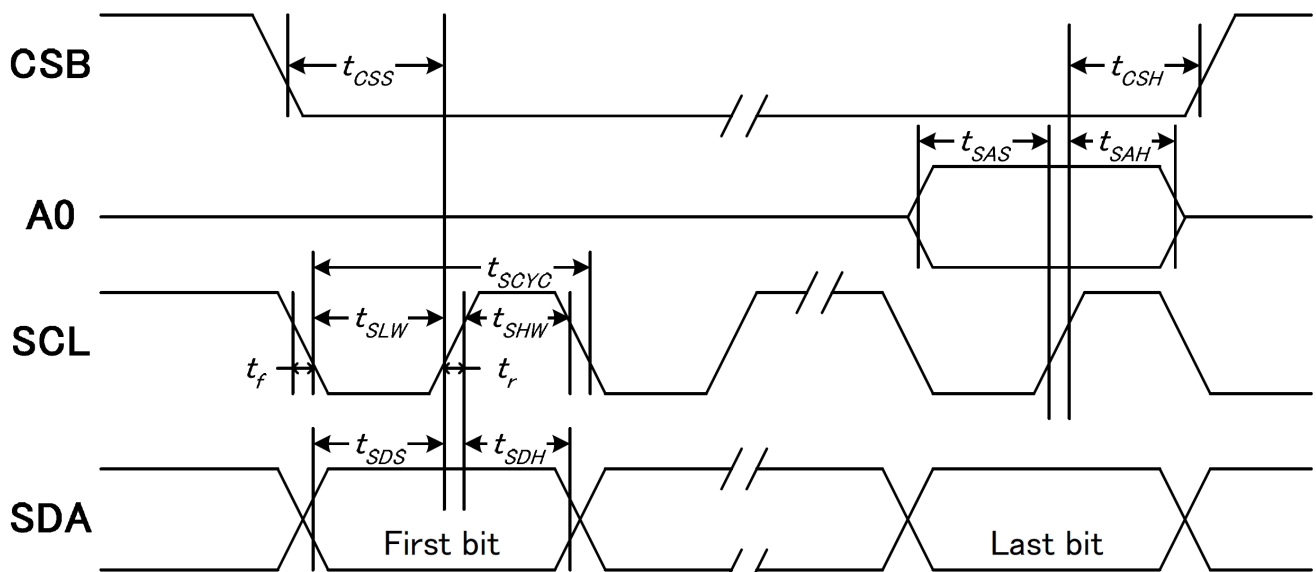 CSB
tCSS
tCSH
A0
tSAS
tSAH
SCL
tSCYC
tSLW
tSHW
tf
tr
SDA
tSDS
tSDH
First bit
Last bit